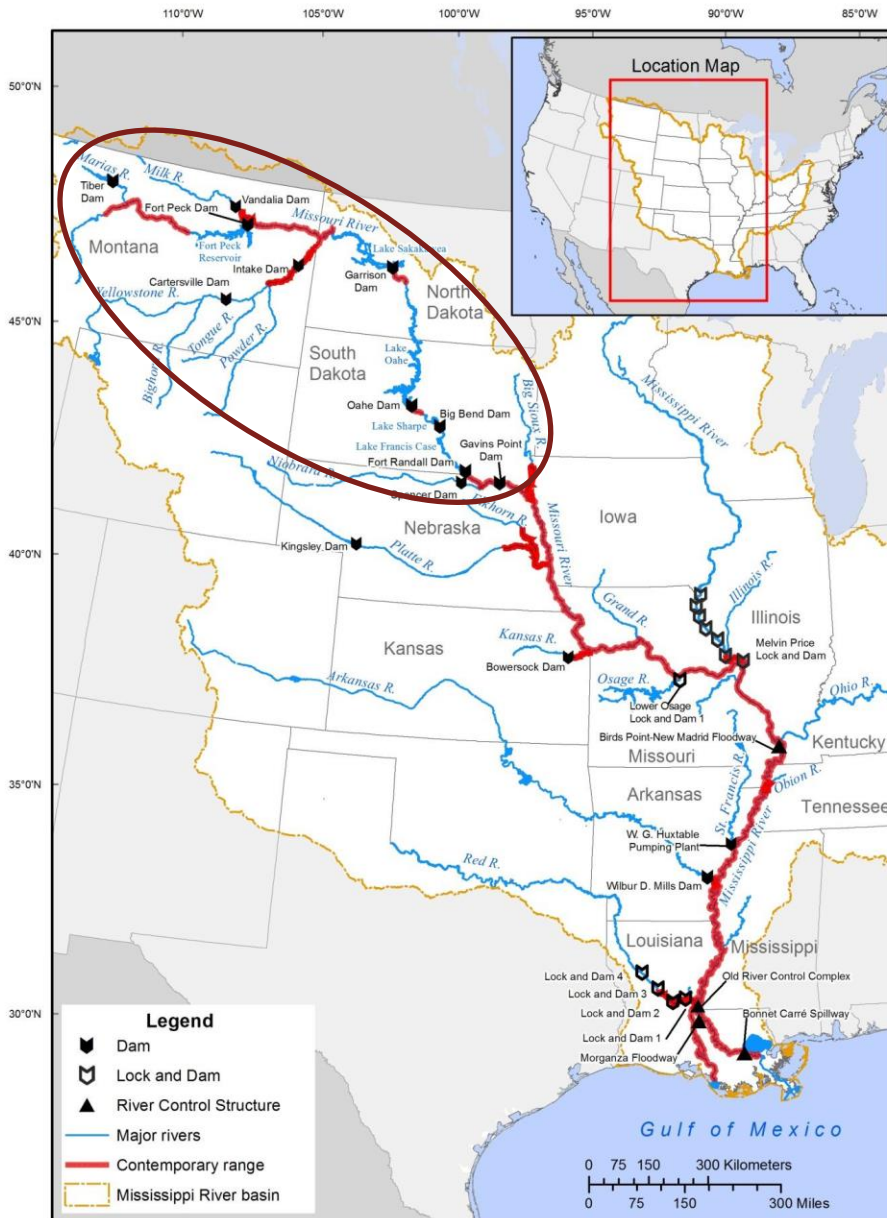 110°0'W
105°0'W
100°0'W
95°0'W
90°0'W
85°0'W
50°0'N
45°0'N
40°0'N
35°0'N
30°0'N
Location Map
Marias R.
Milk R.
Tiber
Dam
Vandalia Dam
Fort Peck Dam
Missouri River
Montana
Fort Peck
Reservoir
Lake Sakakawea
Intake Dam
Garrison
Dam
Cartersville Dam
Yellowstone R.
North
Dakota
Tongue R.
Powder R.
Bighorn R.
South
Dakota
Lake
Oahe
Big Sioux R.
Mississippi River
Oahe Dam
Big Bend Dam
Lake Sharpe
Gavins Point
Dam
Lake Francis Case
Fort Randall Dam
Niobrara R.
Spencer Dam
Elkhorn R.
Missouri River
Iowa
Nebraska
Kingsley Dam
Platte R.
Grand R.
Illinois R.
Illinois
Kansas
Kansas R.
Melvin Price
Lock and Dam
Bowersock Dam
Osage R.
Ohio R.
Arkansas R.
Lower Osage
Lock and Dam 1
Birds Point-New Madrid Floodway
Kentucky
Missouri
St. Francis R.
Obion R.
Arkansas
Tennessee
W. G. Huxtable
Pumping Plant
Mississippi River
Red R.
Wilbur D. Mills Dam
Louisiana
Mississippi
Lock and Dam 4
Old River Control Complex
Lock and Dam 3
Bonnet Carré Spillway
Lock and Dam 2
Lock and Dam 1
Morganza Floodway
Legend
Dam
Lock and Dam
River Control Structure
Major rivers
Contemporary range
Mississippi River basin
Gulf of Mexico
0 75 150 300 Kilometers
0 75 150 300 Miles